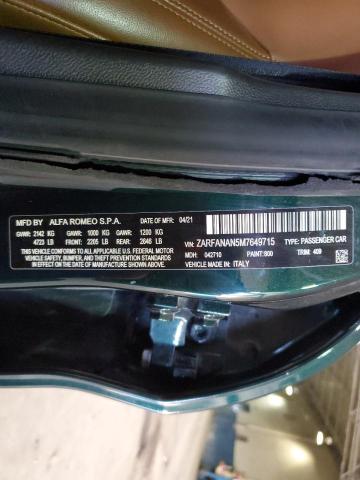 MFD BY ALFA ROMEO S.P.A. DATE OF MFR: 04/21
GVWR: 2142 KG GAWR: 1000 KG GAWR: 1200 KG
4723 LB FRONT: 2205 LB REAR: 2646 LB
THIS VEHICLE CONFORMS TO ALL APPLICABLE U.S. FEDERAL MOTOR
VEHICLE SAFETY, BUMPER, AND THEFT PREVENTION STANDARDS
IN EFFECT ON THE DATE OF MANUFACTURE SHOWN ABOVE.
VIN: ZARFANAN5M7649715 TYPE: PASSENGER CAR
MDH: 042710 PAINT: 800 TRIM: 409
VEHICLE MADE IN: ITALY